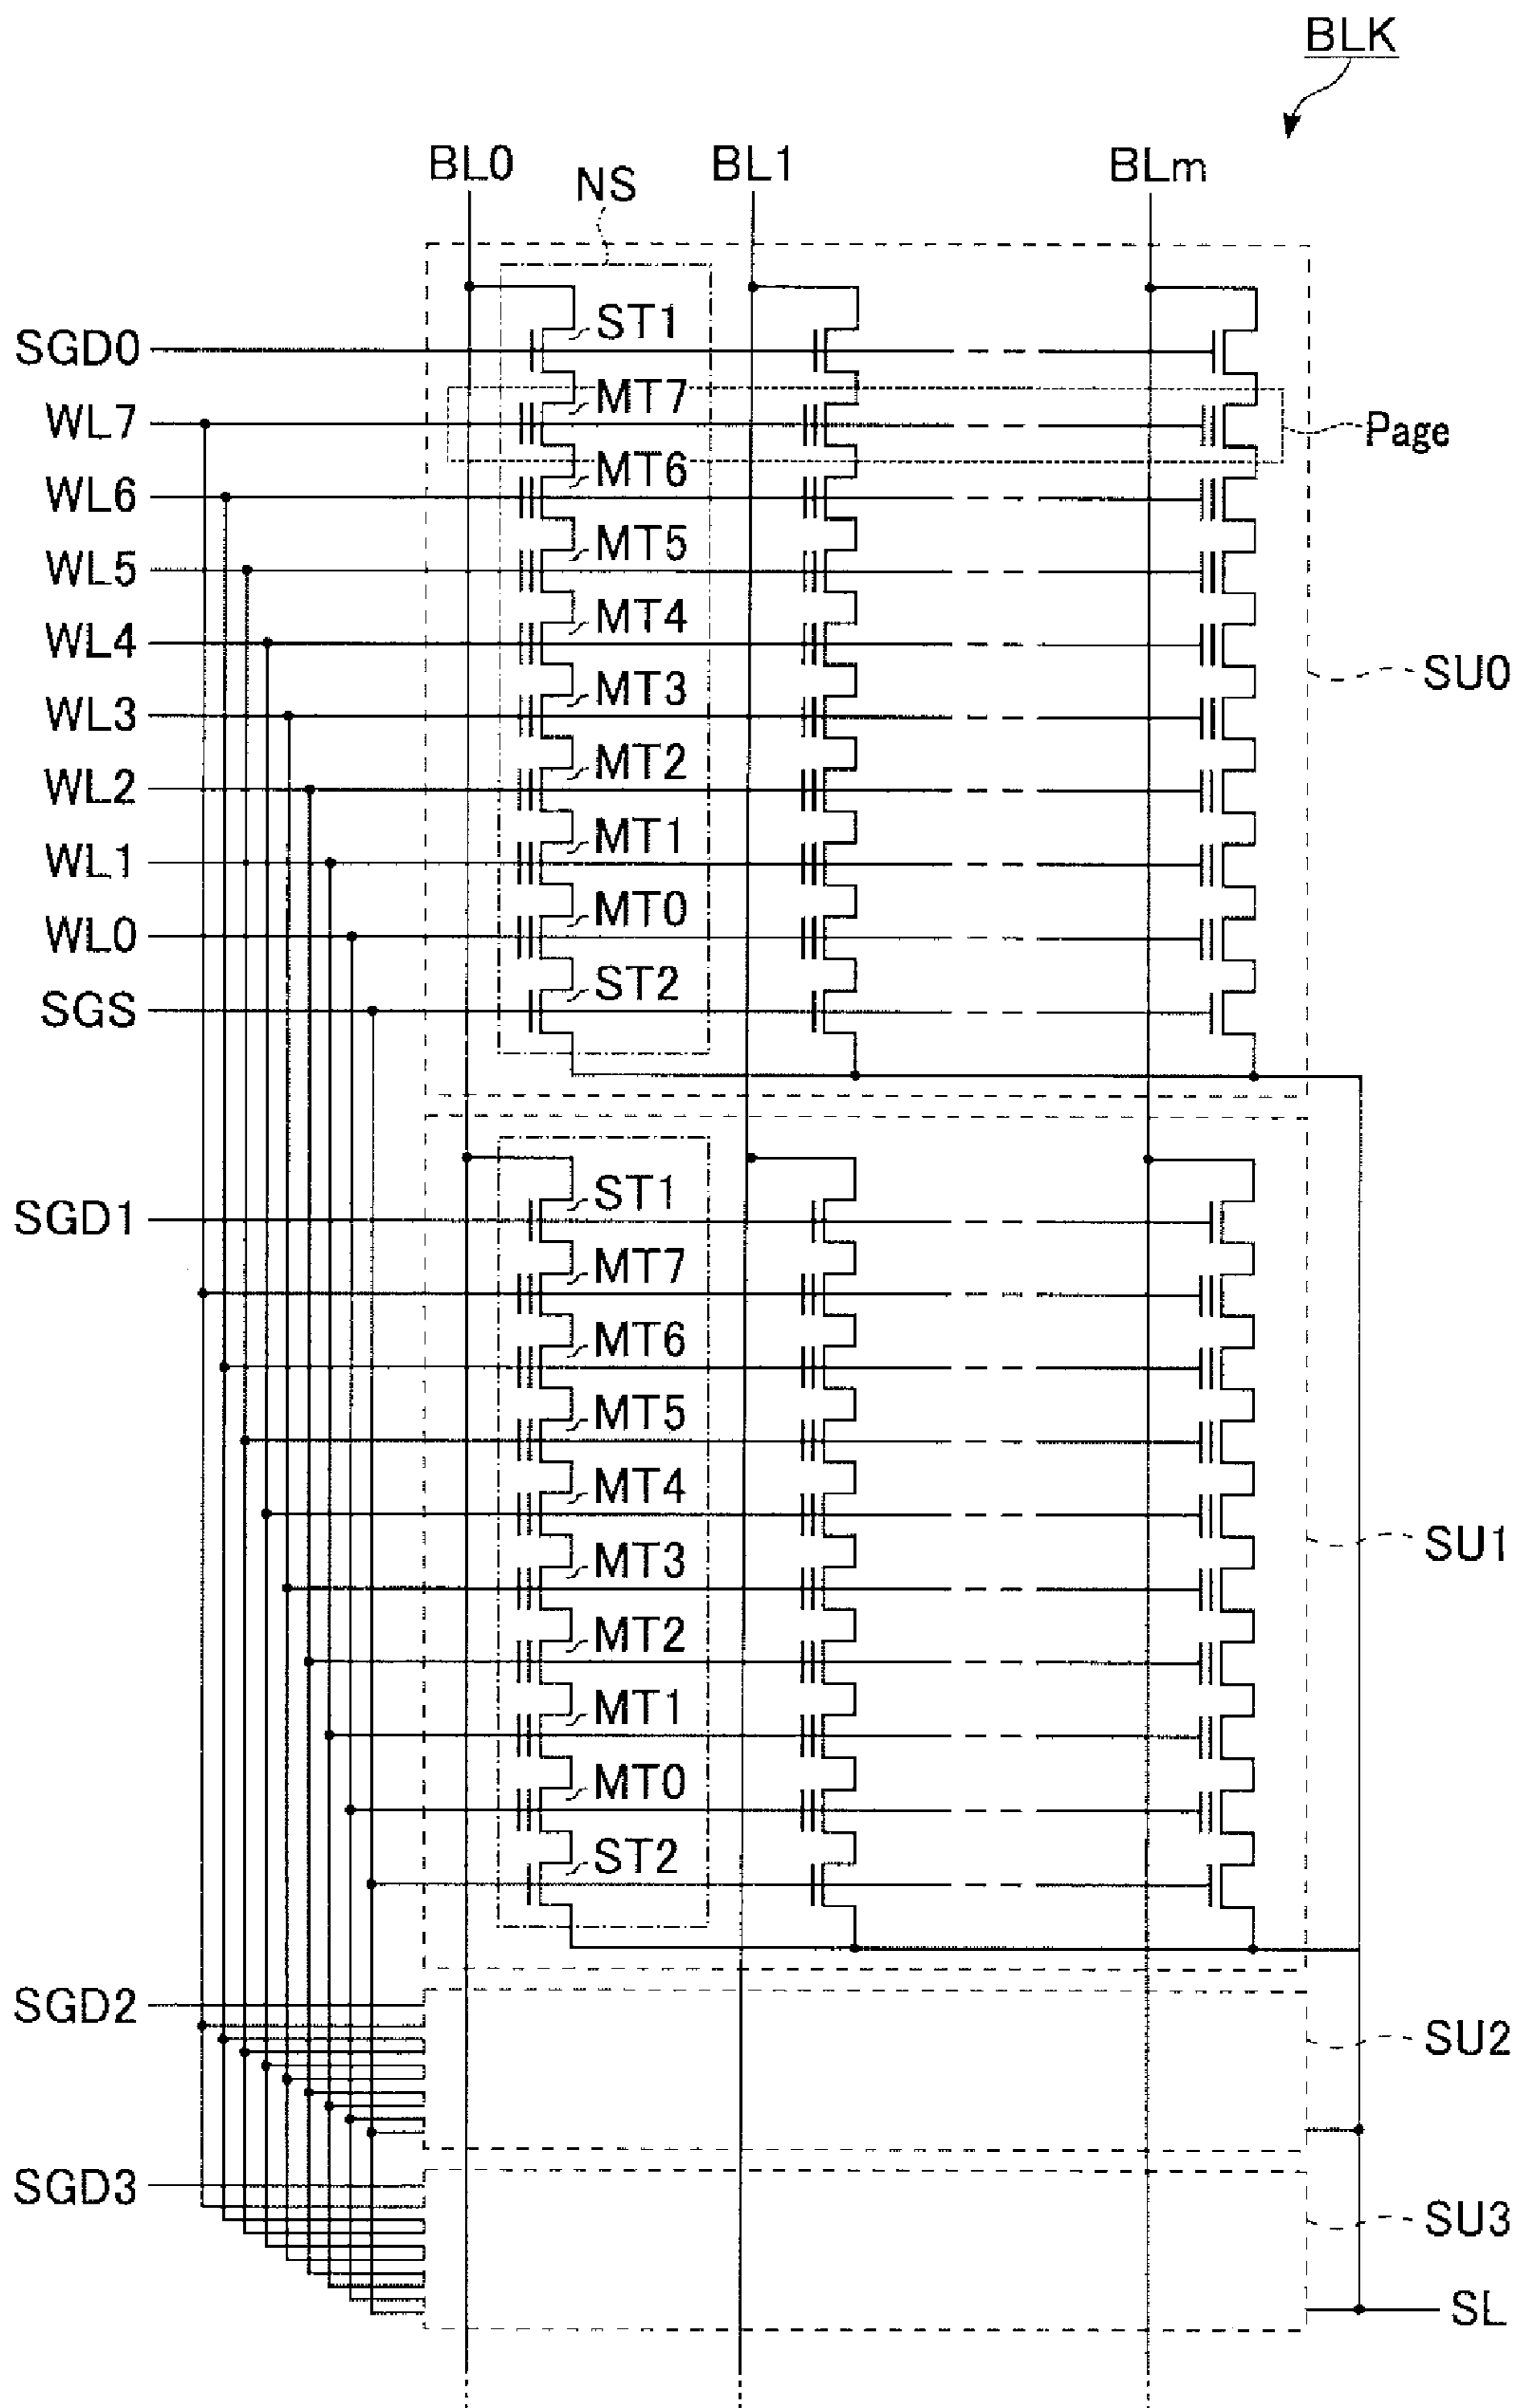 BLK
BL0
NS
BL1
BLm
ST1
SGD0
MT7
WL7
Page
MT6
WL6
MT5
WL5
MT4
WL4
SU0
MT3
WL3
MT2
WL2
MT1
WL1
MT0
WL0
ST2
SGS
ST1
SGD1
MT7
MT6
MT5
MT4
SU1
MT3
MT2
MT1
MT0
ST2
SGD2
SU2
SGD3
SU3
SL